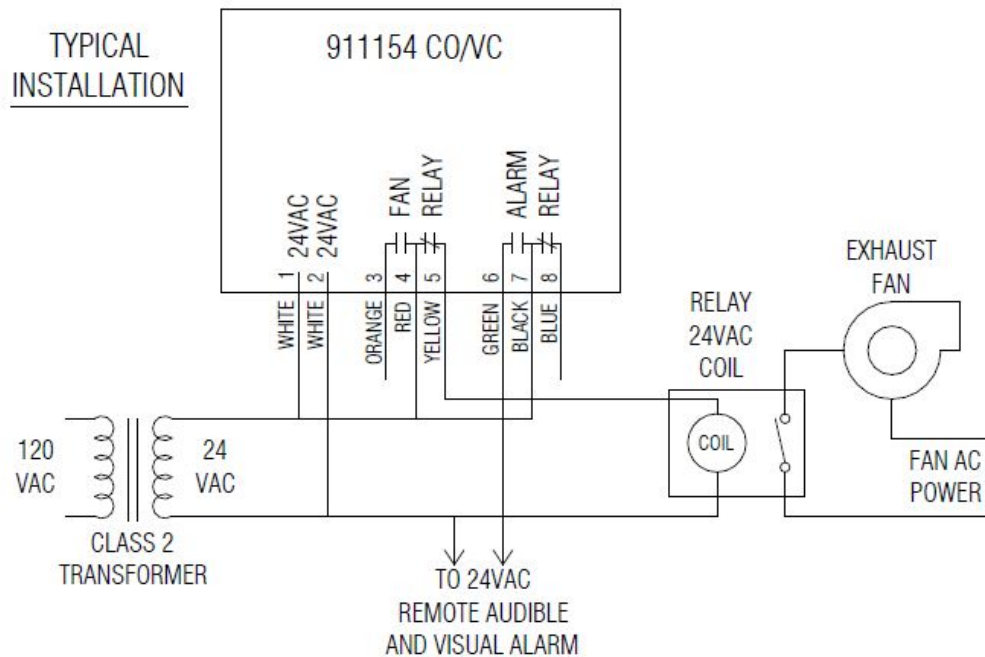 TYPICAL
INSTALLATION
911154 CO/VC
24VAC
24VAC
FAN
RELAY
ALARM
RELAY
1
2
3
4
5
6
7
8
WHITE
WHITE
ORANGE
RED
YELLOW
GREEN
BLACK
BLUE
RELAY
24VAC
COIL
EXHAUST
FAN
COIL
FAN AC
POWER
120
VAC
24
VAC
CLASS 2
TRANSFORMER
TO 24VAC
REMOTE AUDIBLE
AND VISUAL ALARM